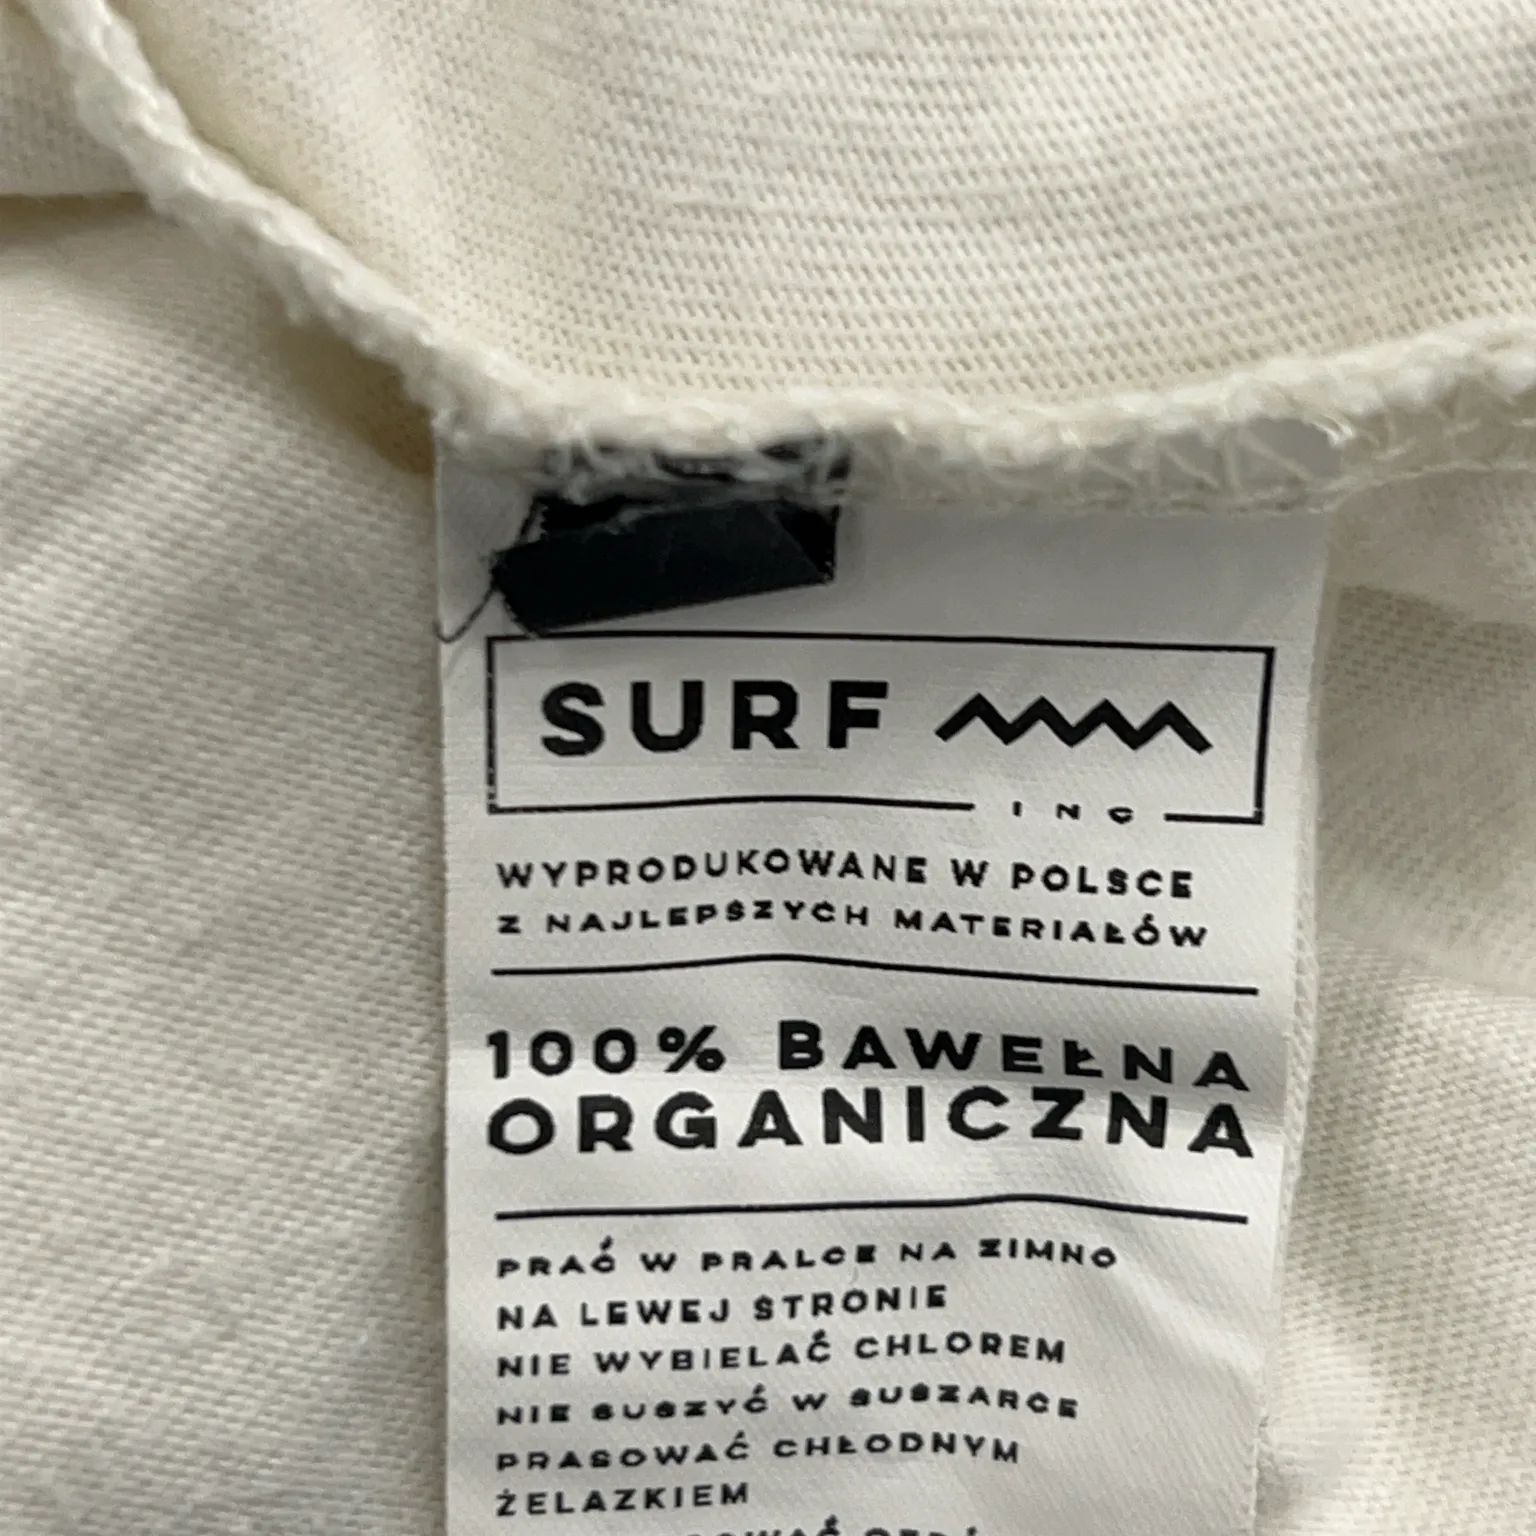 SURF
INC
WYPRODUKOWANE W POLSCE
Z NAJLEPSZYCH MATERIAŁÓW
100% BAWEŁNA
ORGANICZNA
PRAĆ W PRALCE NA ZIMNO
NA LEWEJ STRONIE
NIE WYBIELAĆ CHLOREM
NIE SUSZYĆ W SUSZARCE
PRASOWAĆ CHŁODNYM
ŻELAZKIEM